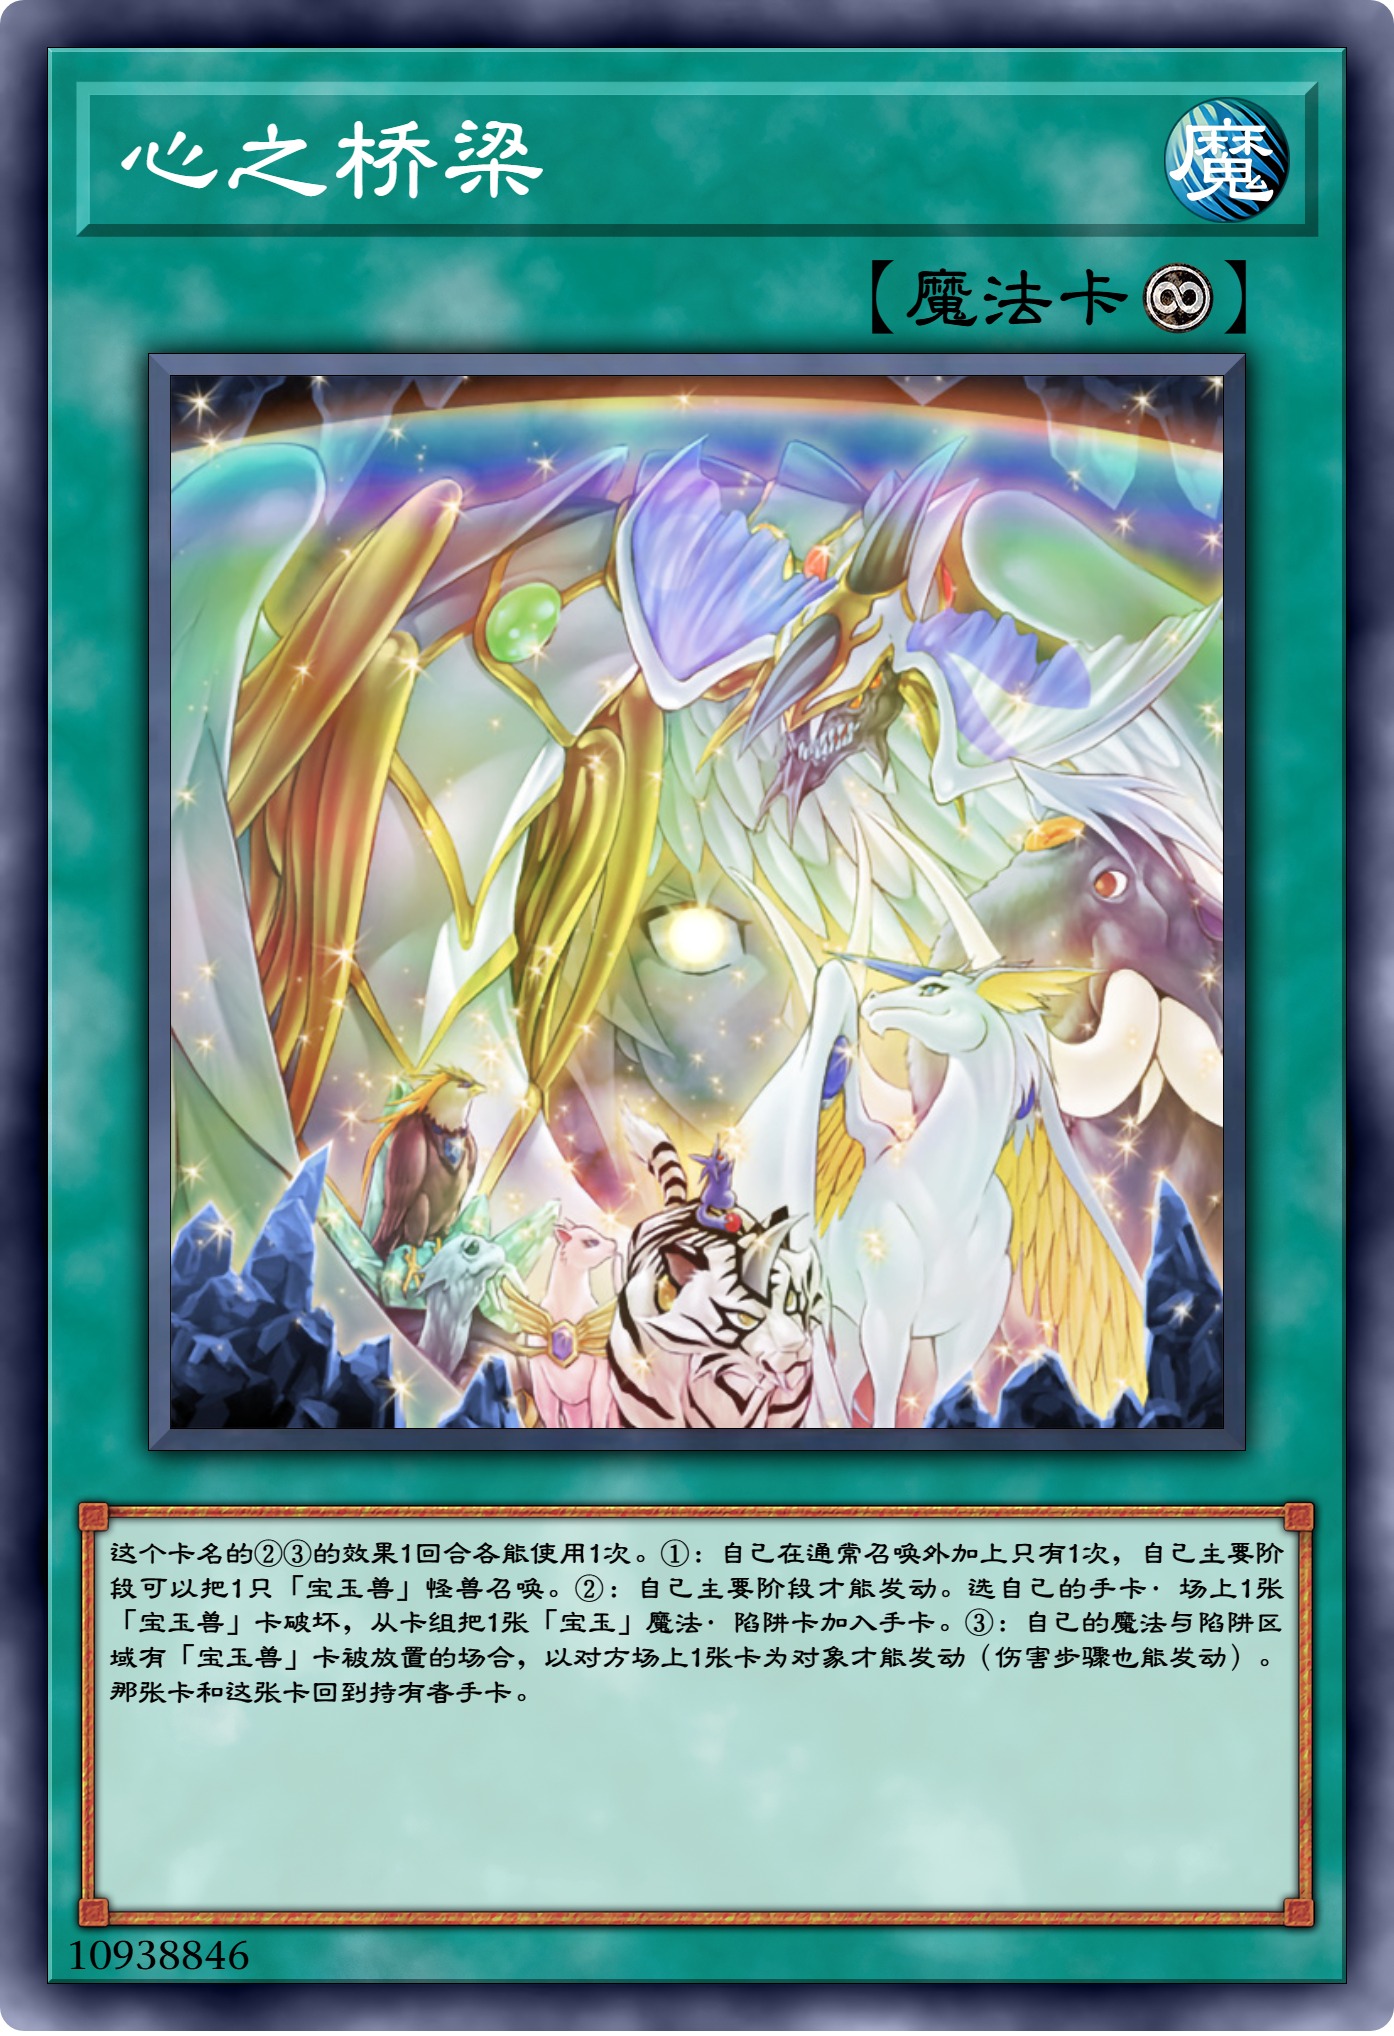 心之桥梁
魔
【魔法卡】
这个卡名的②③的效果1回合各能使用1次。①：自己在通常召唤外加上只有1次，自己主要阶
段可以把1只「宝玉兽」怪兽召唤。②：自己主要阶段才能发动。选自己的手卡·场上1张
「宝玉兽」卡破坏，从卡组把1张「宝玉」魔法·陷阱卡加入手卡。③：自己的魔法与陷阱区
域有「宝玉兽」卡被放置的场合，以对方场上1张卡为对象才能发动（伤害步骤也能发动）。
那张卡和这张卡回到持有者手卡。
10938846